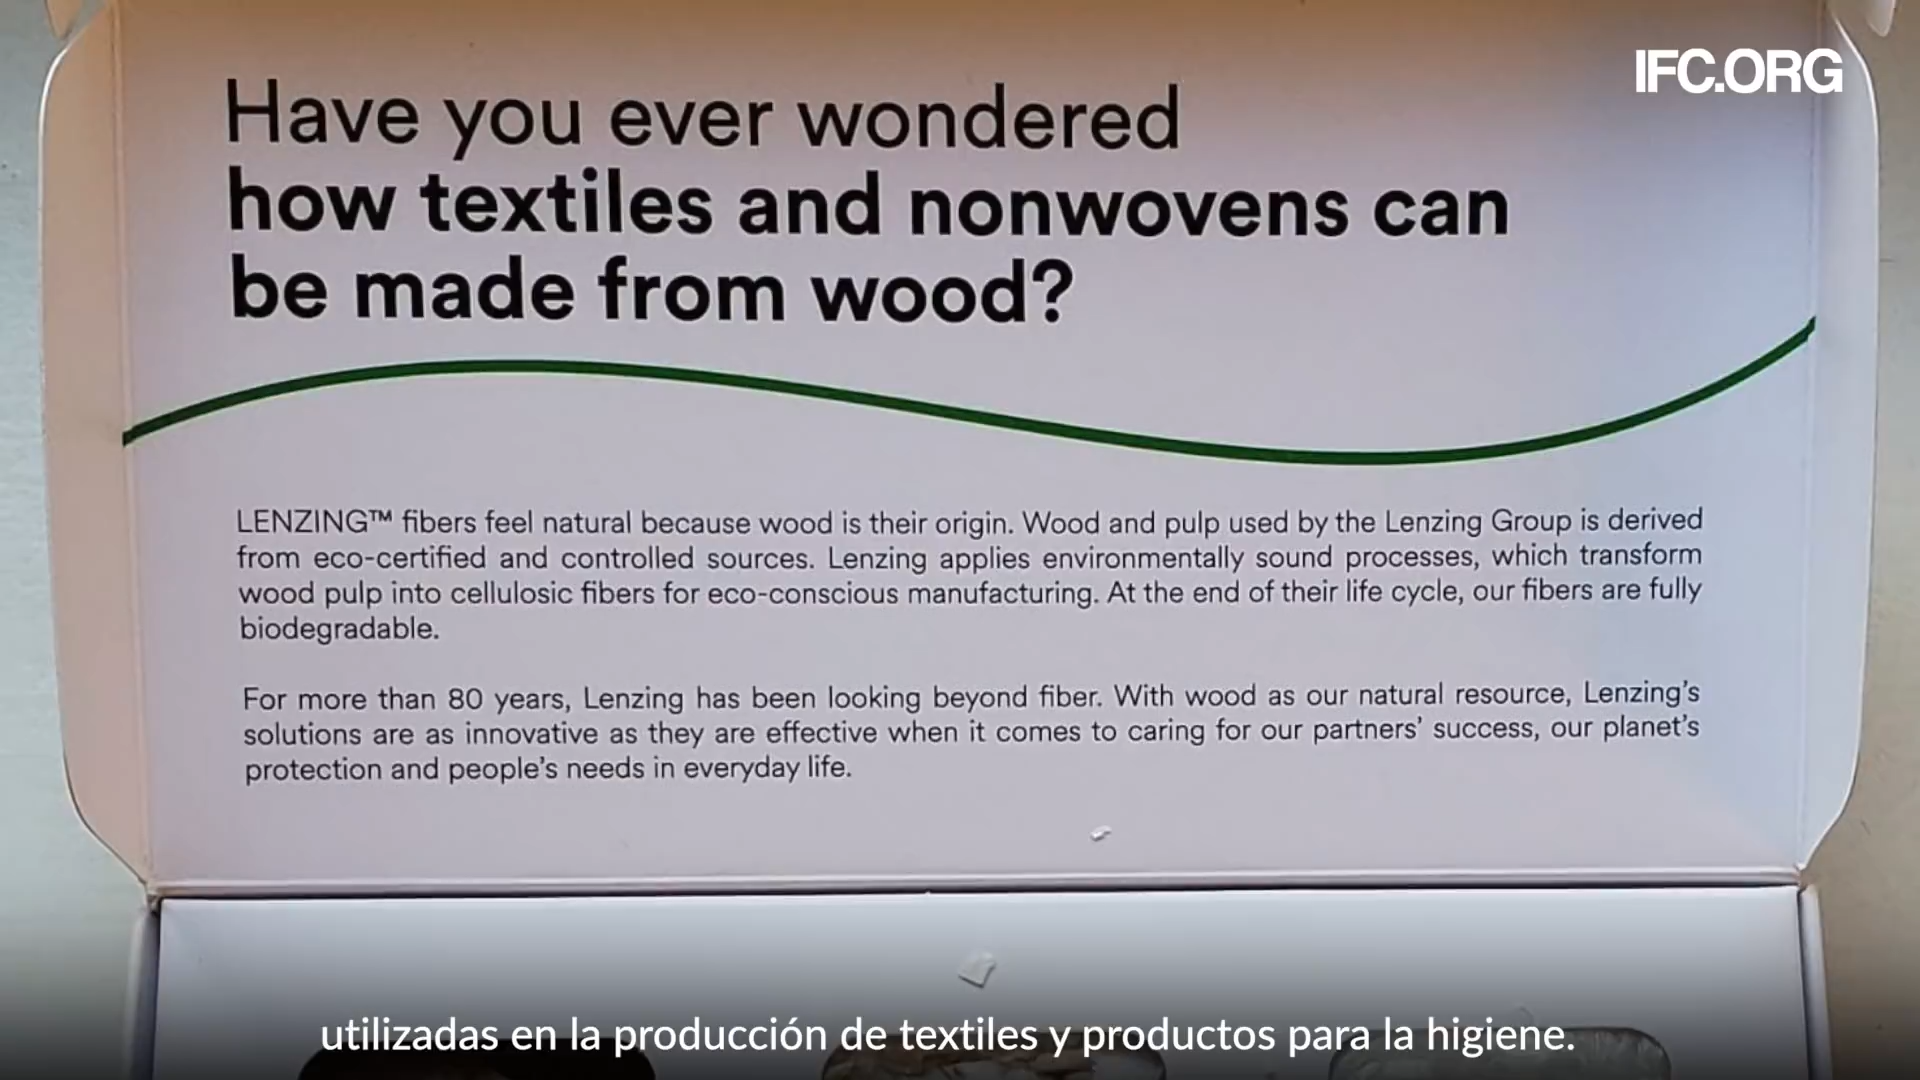 IFC.ORG
Have you ever wondered
how textiles and nonwovens can
be made from wood?
LENZING™ fibers feel natural because wood is their origin. Wood and pulp used by the Lenzing Group is derived
from eco-certified and controlled sources. Lenzing applies environmentally sound processes, which transform
wood pulp into cellulosic fibers for eco-conscious manufacturing. At the end of their life cycle, our fibers are fully
biodegradable.
For more than 80 years, Lenzing has been looking beyond fiber. With wood as our natural resource, Lenzing’s
solutions are as innovative as they are effective when it comes to caring for our partners’ success, our planet’s
protection and people’s needs in everyday life.
utilizadas en la producción de textiles y productos para la higiene.